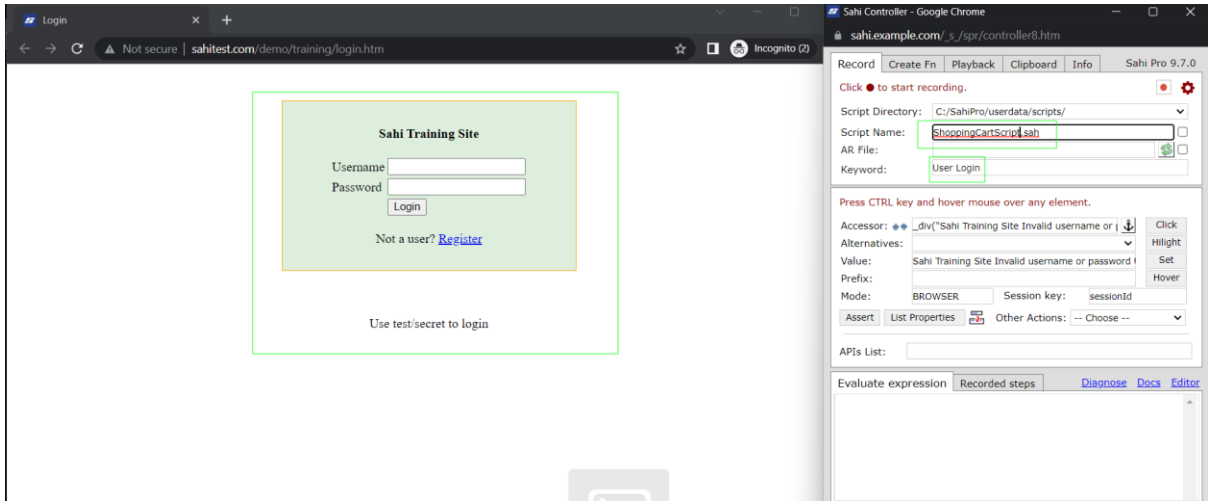 Login
Not secure sahitest.com/demo/training/login.htm
Incognito (2)
Sahi Training Site
Username
Password
Login
Not a user? Register
Use test/secret to login
Sahi Controller - Google Chrome
sahi.example.com/_s_/spr/controller8.htm
Record Create Fn Playback Clipboard Info Sahi Pro 9.7.0
Click to start recording.
Script Directory: C:/SahiPro/userdata/scripts/
Script Name: ShoppingCartScript.sah
AR File:
Keyword: User Login
Press CTRL key and hover mouse over any element.
Accessor: _div("Sahi Training Site Invalid username or Click
Alternatives: Hilight
Value: Sahi Training Site Invalid username or password Set
Prefix: Hover
Mode: BROWSER Session key: sessionId
Assert List Properties Other Actions: -- Choose --
APIs List:
Evaluate expression Recorded steps Diagnose Docs Editor